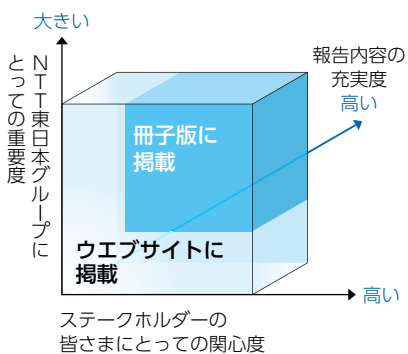 大きい
NTT東日本グループに
とっての重要度
報告内容の
充実度
高い
冊子版に
掲載
ウエブサイトに
掲載
高い
ステークホルダーの
皆さまにとっての関心度